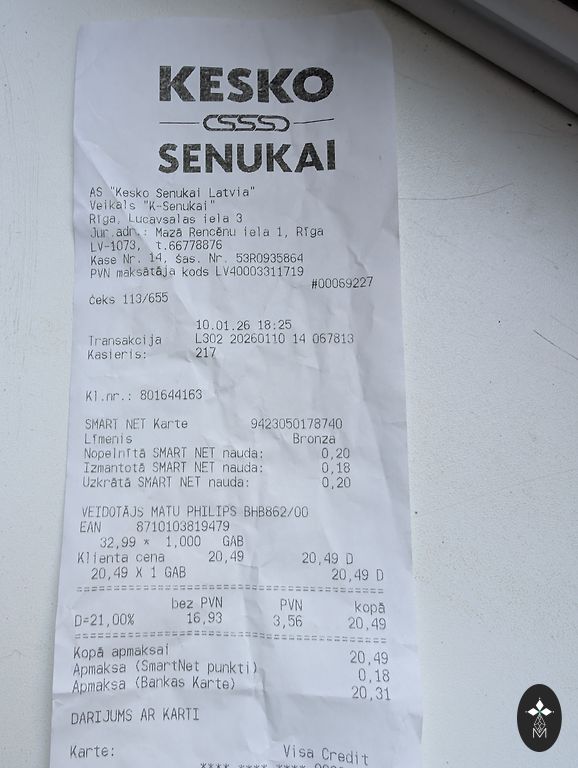 KESKO
SENUKAI
AS "Kesko Senukai Latvia"
Veikals "K-Senukai"
Rīga, Lucavsalas iela 3
Jur.adr.: Mazā Rencēnu iela 1, Rīga
LV-1073, t.66778876
Kase Nr. 14, šas. Nr. 53R0935864
PVN maksātāja kods LV40003311719
#00069227
čeks 113/655
10.01.26 18:25
Transakcija L302 20260110 14 067813
Kasieris: 217
Kl.nr.: 801644163
SMART NET Karte 9423050178740
Līmenis Bronza
Nopelnītā SMART NET nauda: 0,20
Izmantotā SMART NET nauda: 0,18
Uzkrātā SMART NET nauda: 0,20
VEIDOTĀJS MATU PHILIPS BHB862/00
EAN 8710103819479
32,99 * 1,000 GAB
Klienta cena 20,49 20,49 D
20,49 X 1 GAB 20,49 D
bez PVN PVN kopā
D=21,00% 16,93 3,56 20,49
Kopā apmaksai 20,49
Apmaksa (SmartNet punkti) 0,18
Apmaksa (Bankas Karte) 20,31
DARIJUMS AR KARTI
Karte: Visa Credit
**** **** ****
M